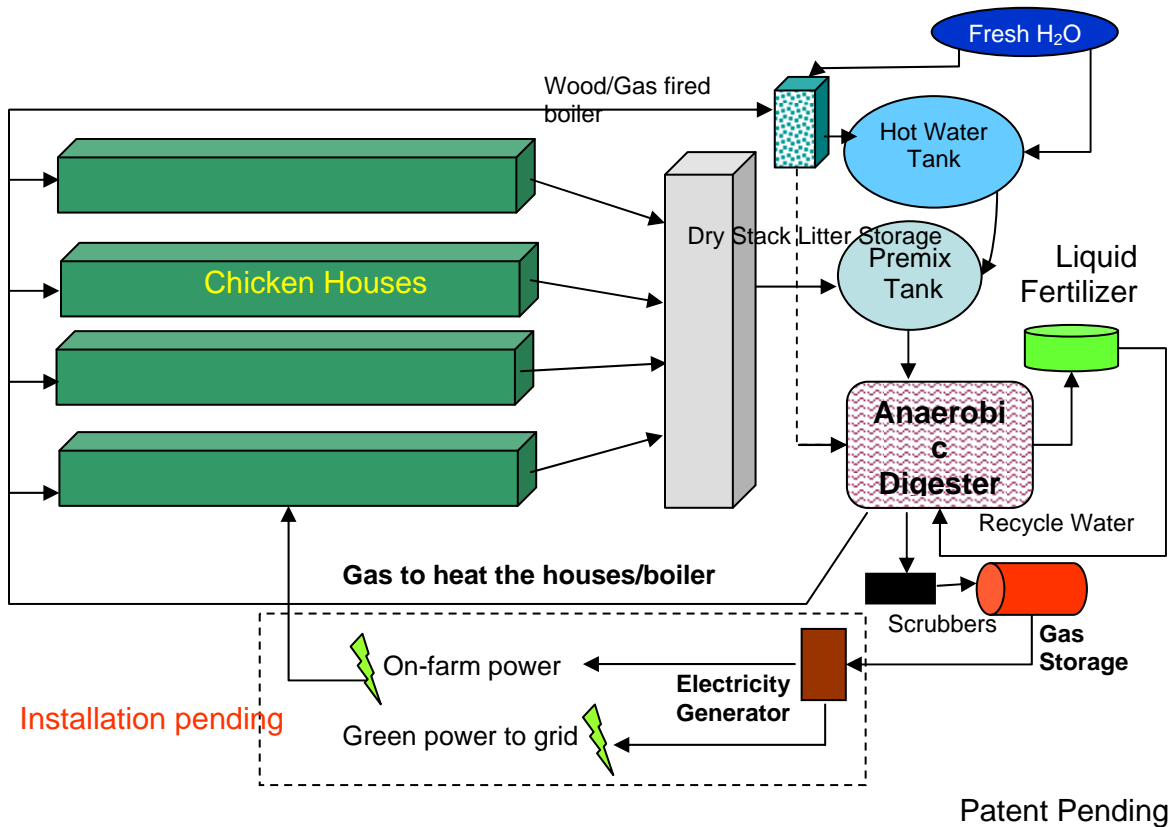 Fresh H₂O
Wood/Gas fired
boiler
Hot Water
Tank
Dry Stack Litter Storage
Premix
Tank
Liquid
Fertilizer
Chicken Houses
Anaerobi
c
Digester
Recycle Water
Gas to heat the houses/boiler
Scrubbers
Gas
Storage
On-farm power
Electricity
Generator
Installation pending
Green power to grid
Patent Pending